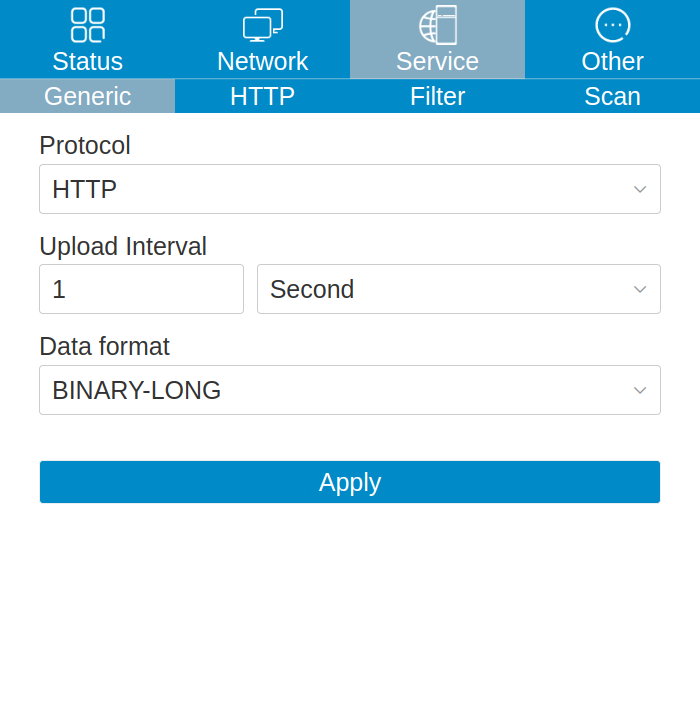 Status Network Service Other
Generic HTTP Filter Scan
Protocol
HTTP
Upload Interval
1 Second
Data format
BINARY-LONG
Apply